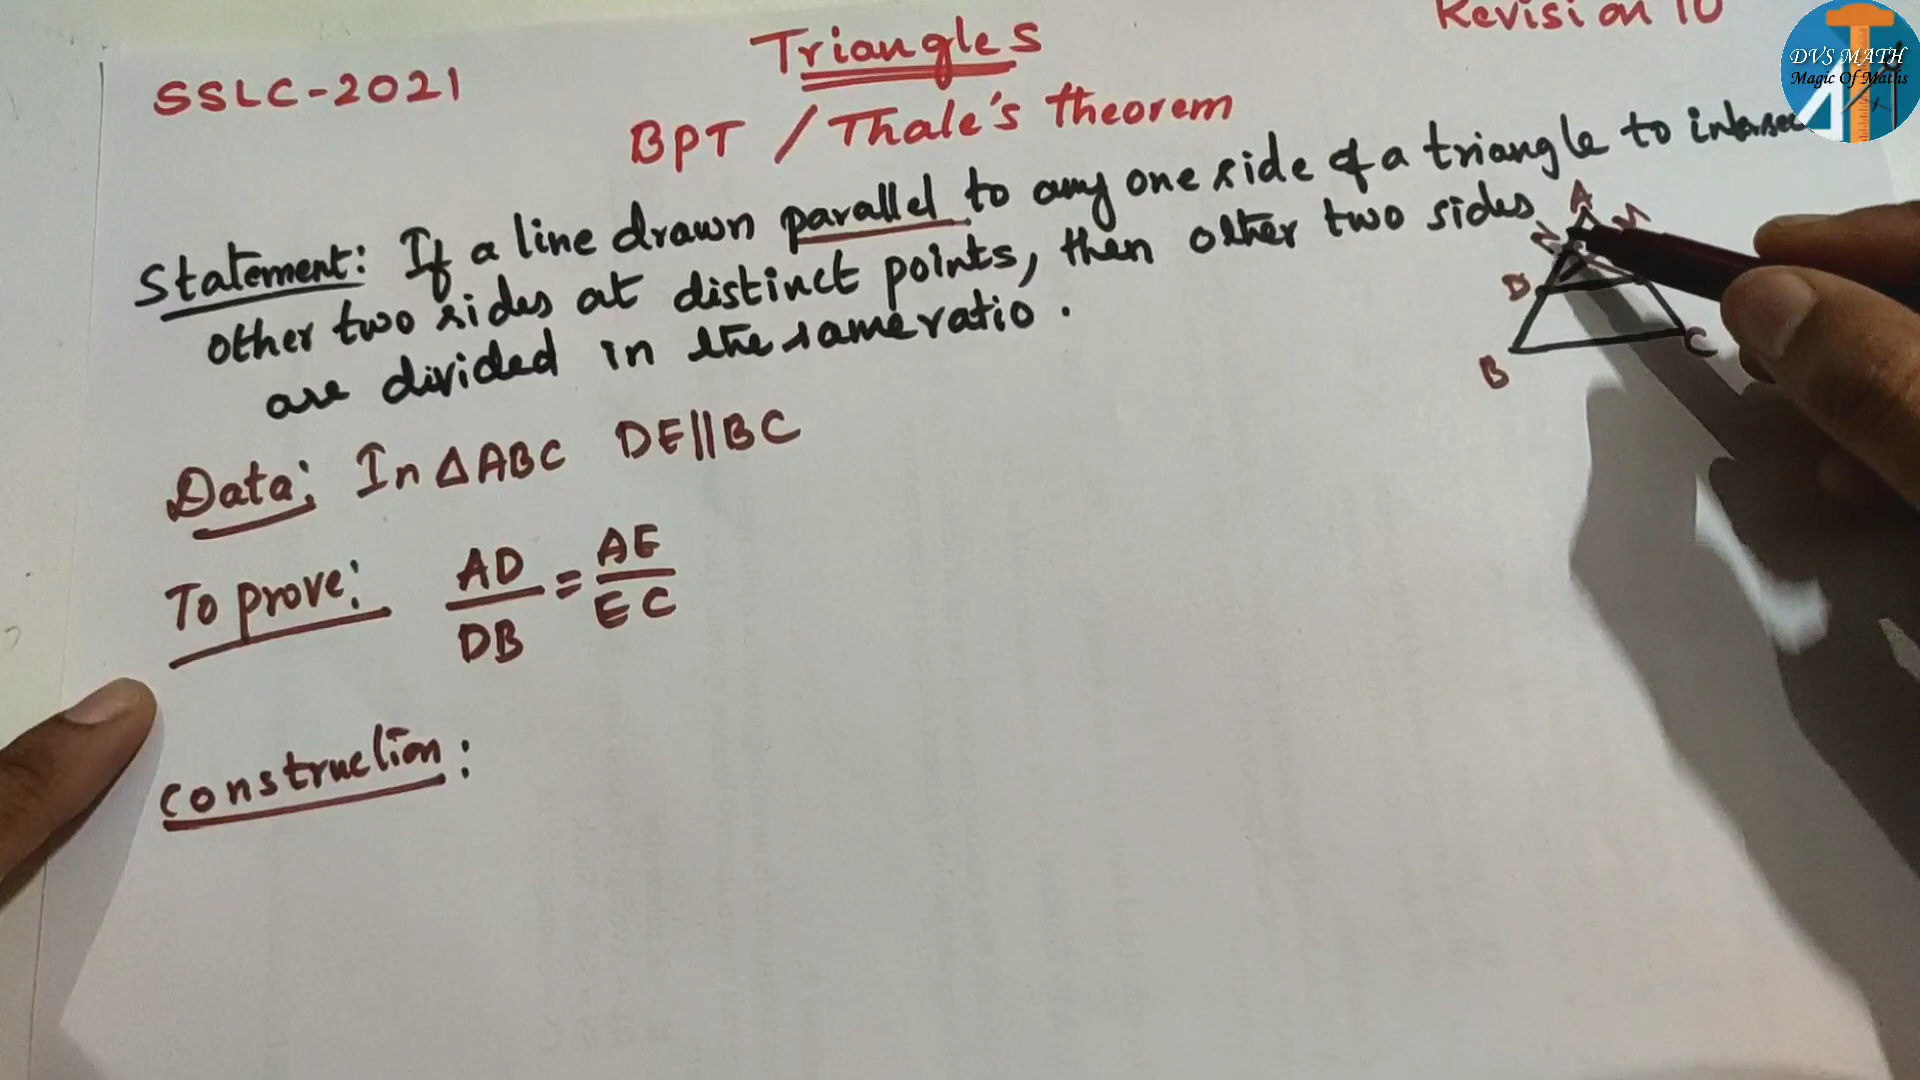 Triangles
Revision 10
SSLC-2021
BPT / Thale's theorem
Statement: If a line drawn parallel to any one side of a triangle to
other two sides at distinct points, then other two sides
are divided in the same ratio.
Data: In △ABC DE||BC
To prove: AD/DB = AE/EC
Construction:
A
N
M
D
B
C
DVS MATH
Magic Of Maths